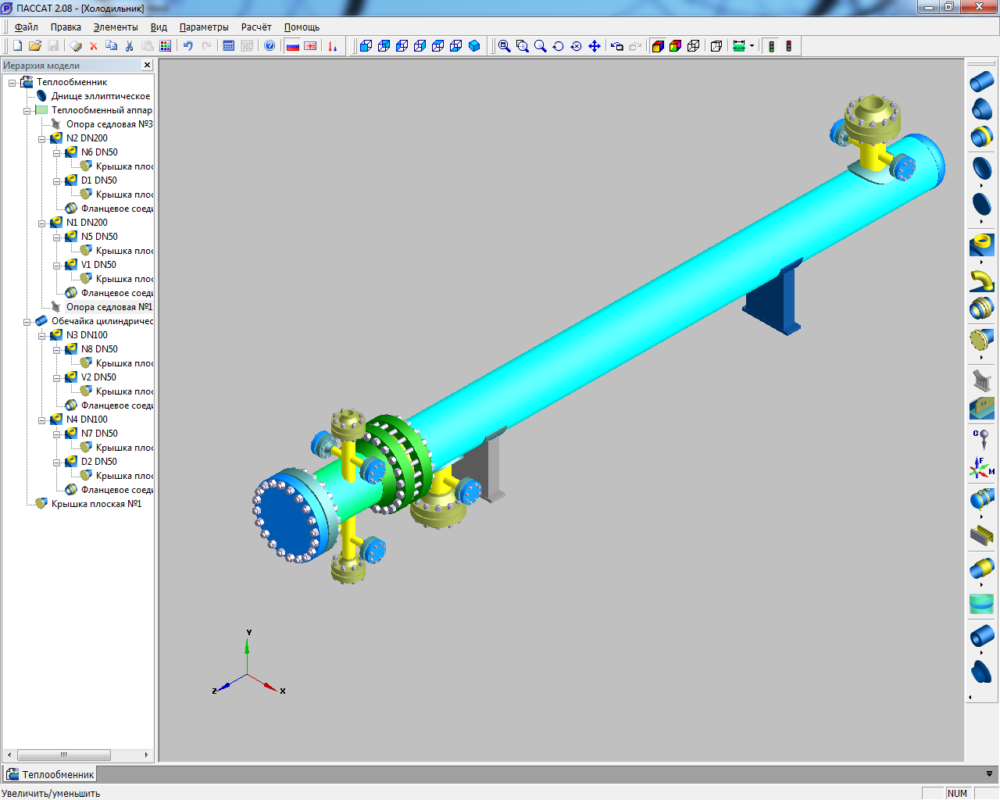 ПАССАТ 2.08 - [Холодильник]
Файл Правка Элементы Вид Параметры Расчёт Помощь
Иерархия модели
Теплообменник
Днище эллиптическое
Теплообменный аппар
Опора седловая №3
N2 DN200
N6 DN50
Крышка плос
D1 DN50
Крышка плос
Фланцевое соеди
N1 DN200
N5 DN50
Крышка плос
V1 DN50
Крышка плос
Фланцевое соеди
Опора седловая №1
Обечайка цилиндричес
N3 DN100
N8 DN50
Крышка плос
V2 DN50
Крышка плос
Фланцевое соеди
N4 DN100
N7 DN50
Крышка плос
D2 DN50
Крышка плос
Фланцевое соеди
Крышка плоская №1
Y
Z X
G
F
M
Теплообменник
Увеличить/уменьшить NUM